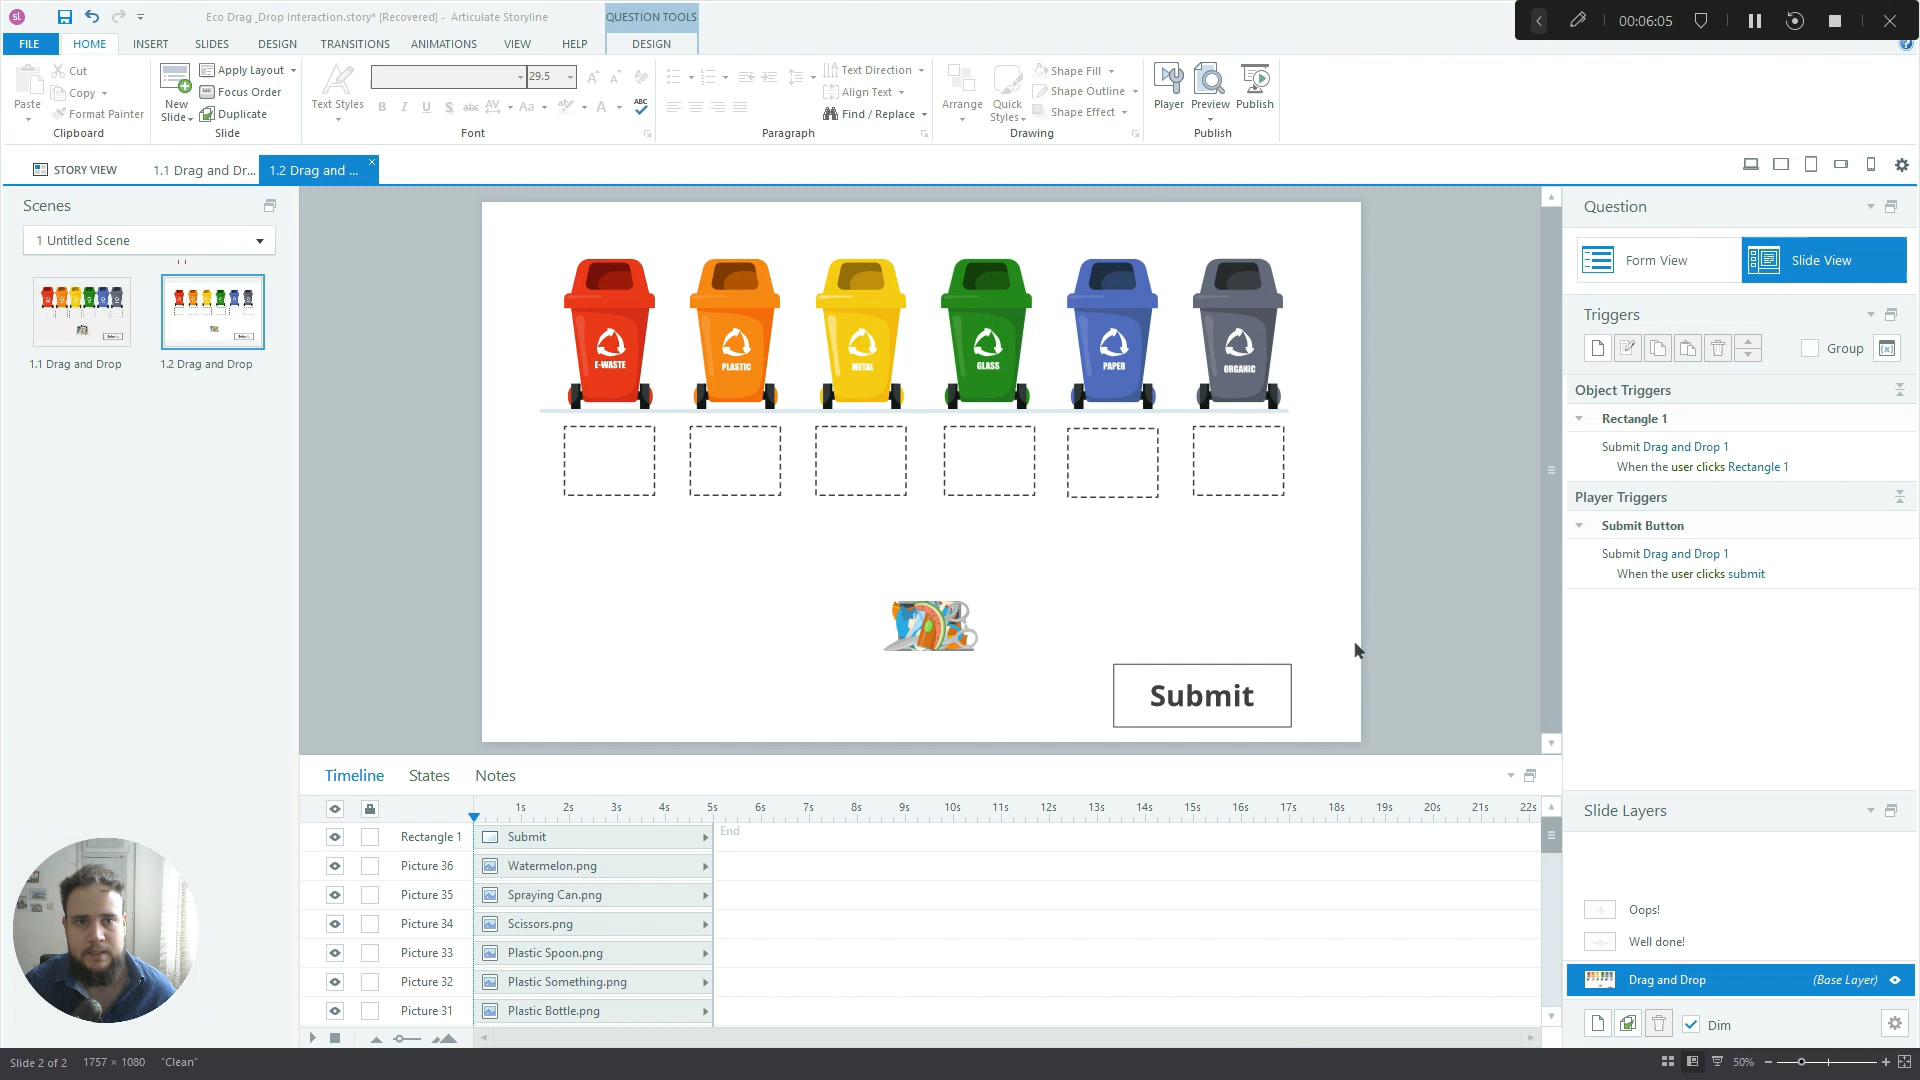 sl
Eco Drag _Drop Interaction.story* [Recovered] - Articulate Storyline
QUESTION TOOLS
00:06:05
FILE HOME INSERT SLIDES DESIGN TRANSITIONS ANIMATIONS VIEW HELP DESIGN
Paste
Cut
Copy
Format Painter
Clipboard
New Slide
Apply Layout
Focus Order
Duplicate
Slide
Text Styles
29.5
B I U S abc AV Aa A ABC
Font
Text Direction
Align Text
Find / Replace
Paragraph
Arrange
Quick Styles
Shape Fill
Shape Outline
Shape Effect
Drawing
Player
Preview
Publish
Publish
STORY VIEW
1.1 Drag and Dr...
1.2 Drag and ...
Scenes
1 Untitled Scene
1.1 Drag and Drop
1.2 Drag and Drop
E-WASTE
PLASTIC
METAL
GLASS
PAPER
ORGANIC
Submit
Question
Form View
Slide View
Triggers
Group
Object Triggers
Rectangle 1
Submit Drag and Drop 1
When the user clicks Rectangle 1
Player Triggers
Submit Button
Submit Drag and Drop 1
When the user clicks submit
Timeline States Notes
1s 2s 3s 4s 5s 6s 7s 8s 9s 10s 11s 12s 13s 14s 15s 16s 17s 18s 19s 20s 21s 22s
End
Rectangle 1 Submit
Picture 36 Watermelon.png
Picture 35 Spraying Can.png
Picture 34 Scissors.png
Picture 33 Plastic Spoon.png
Picture 32 Plastic Something.png
Picture 31 Plastic Bottle.png
Slide Layers
Oops!
Well done!
Drag and Drop (Base Layer)
Dim
Slide 2 of 2 1757 × 1080 "Clean"
50%